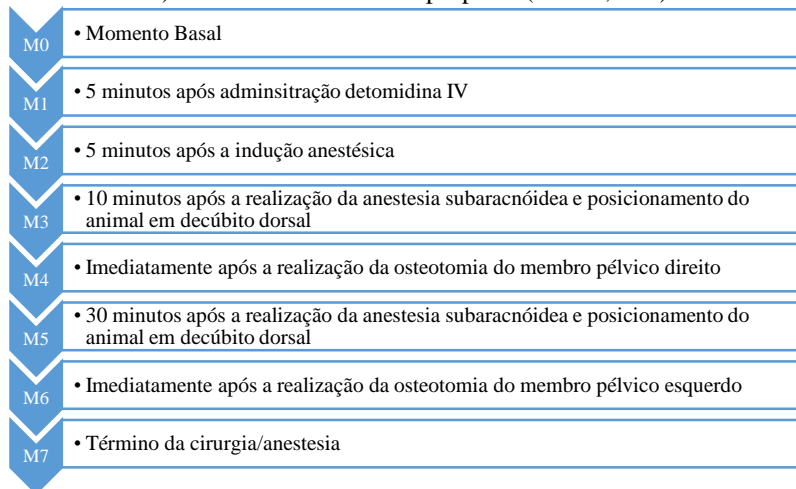 M0
• Momento Basal
M1
• 5 minutos após adminsitração detomidina IV
M2
• 5 minutos após a indução anestésica
M3
• 10 minutos após a realização da anestesia subaracnóidea e posicionamento do
animal em decúbito dorsal
M4
• Imediatamente após a realização da osteotomia do membro pélvico direito
M5
• 30 minutos após a realização da anestesia subaracnóidea e posicionamento do
animal em decúbito dorsal
M6
• Imediatamente após a realização da osteotomia do membro pélvico esquerdo
M7
• Término da cirurgia/anestesia